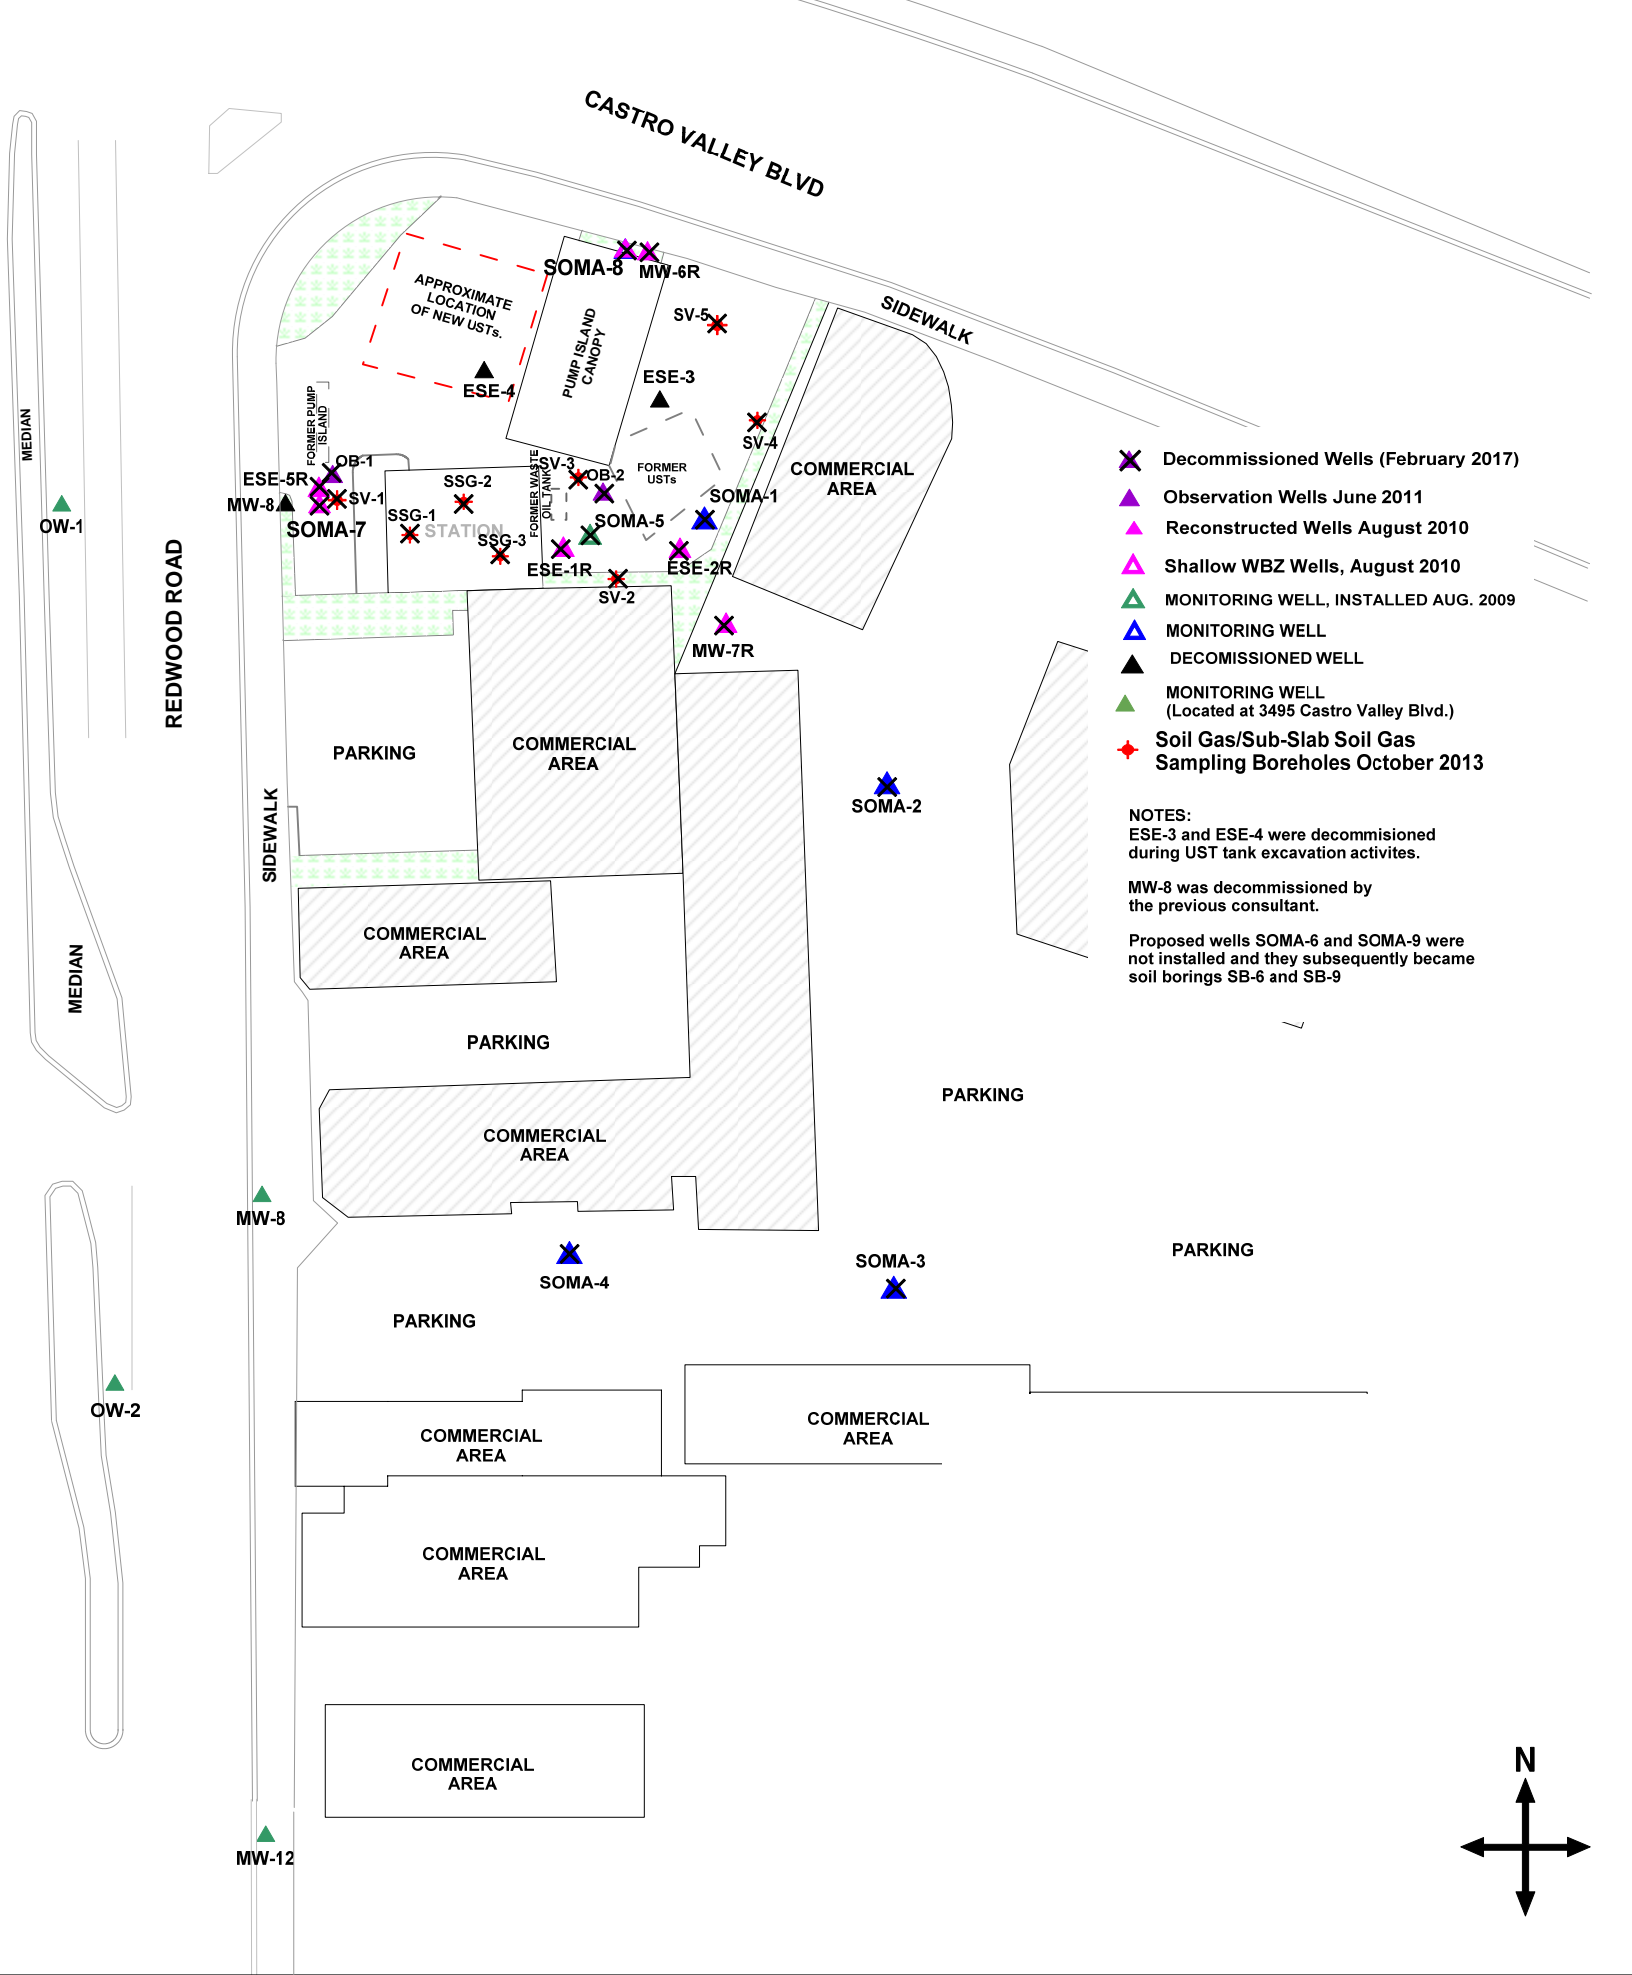 CASTRO VALLEY BLVD
SOMA-8
MW-6R
APPROXIMATE
LOCATION
OF NEW USTs.
SIDEWALK
SV-5
PUMP ISLAND
CANOPY
ESE-4
ESE-3
MEDIAN
FORMER PUMP
ISLAND
SV-4
OB-1
SV-3
FORMER
USTs
COMMERCIAL
AREA
ESE-5R
SSG-2
OB-2
FORMER WASTE
OIL TANK
MW-8
SV-1
SOMA-1
OW-1
SOMA-7
SSG-1
STATION
SSG-3
SOMA-5
ESE-1R
ESE-2R
SV-2
REDWOOD ROAD
MW-7R
PARKING
COMMERCIAL
AREA
SOMA-2
SIDEWALK
COMMERCIAL
AREA
MEDIAN
PARKING
PARKING
COMMERCIAL
AREA
MW-8
SOMA-4
SOMA-3
PARKING
PARKING
OW-2
COMMERCIAL
AREA
COMMERCIAL
AREA
COMMERCIAL
AREA
COMMERCIAL
AREA
MW-12
Decommissioned Wells (February 2017)
Observation Wells June 2011
Reconstructed Wells August 2010
Shallow WBZ Wells, August 2010
MONITORING WELL, INSTALLED AUG. 2009
MONITORING WELL
DECOMISSIONED WELL
MONITORING WELL
(Located at 3495 Castro Valley Blvd.)
Soil Gas/Sub-Slab Soil Gas
Sampling Boreholes October 2013
NOTES:
ESE-3 and ESE-4 were decommisioned
during UST tank excavation activites.
MW-8 was decommissioned by
the previous consultant.
Proposed wells SOMA-6 and SOMA-9 were
not installed and they subsequently became
soil borings SB-6 and SB-9
N